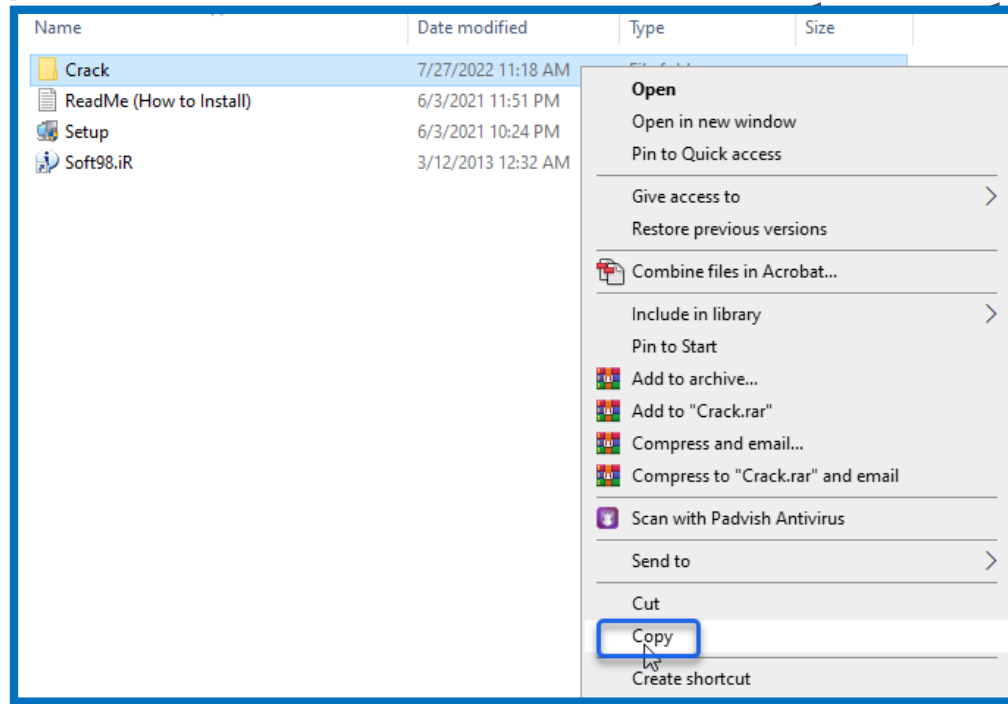 Name Date modified Type Size
Crack 7/27/2022 11:18 AM
ReadMe (How to Install) 6/3/2021 11:51 PM
Setup 6/3/2021 10:24 PM
Soft98.iR 3/12/2013 12:32 AM
Open
Open in new window
Pin to Quick access
Give access to
Restore previous versions
Combine files in Acrobat...
Include in library
Pin to Start
Add to archive...
Add to "Crack.rar"
Compress and email...
Compress to "Crack.rar" and email
Scan with Padvish Antivirus
Send to
Cut
Copy
Create shortcut